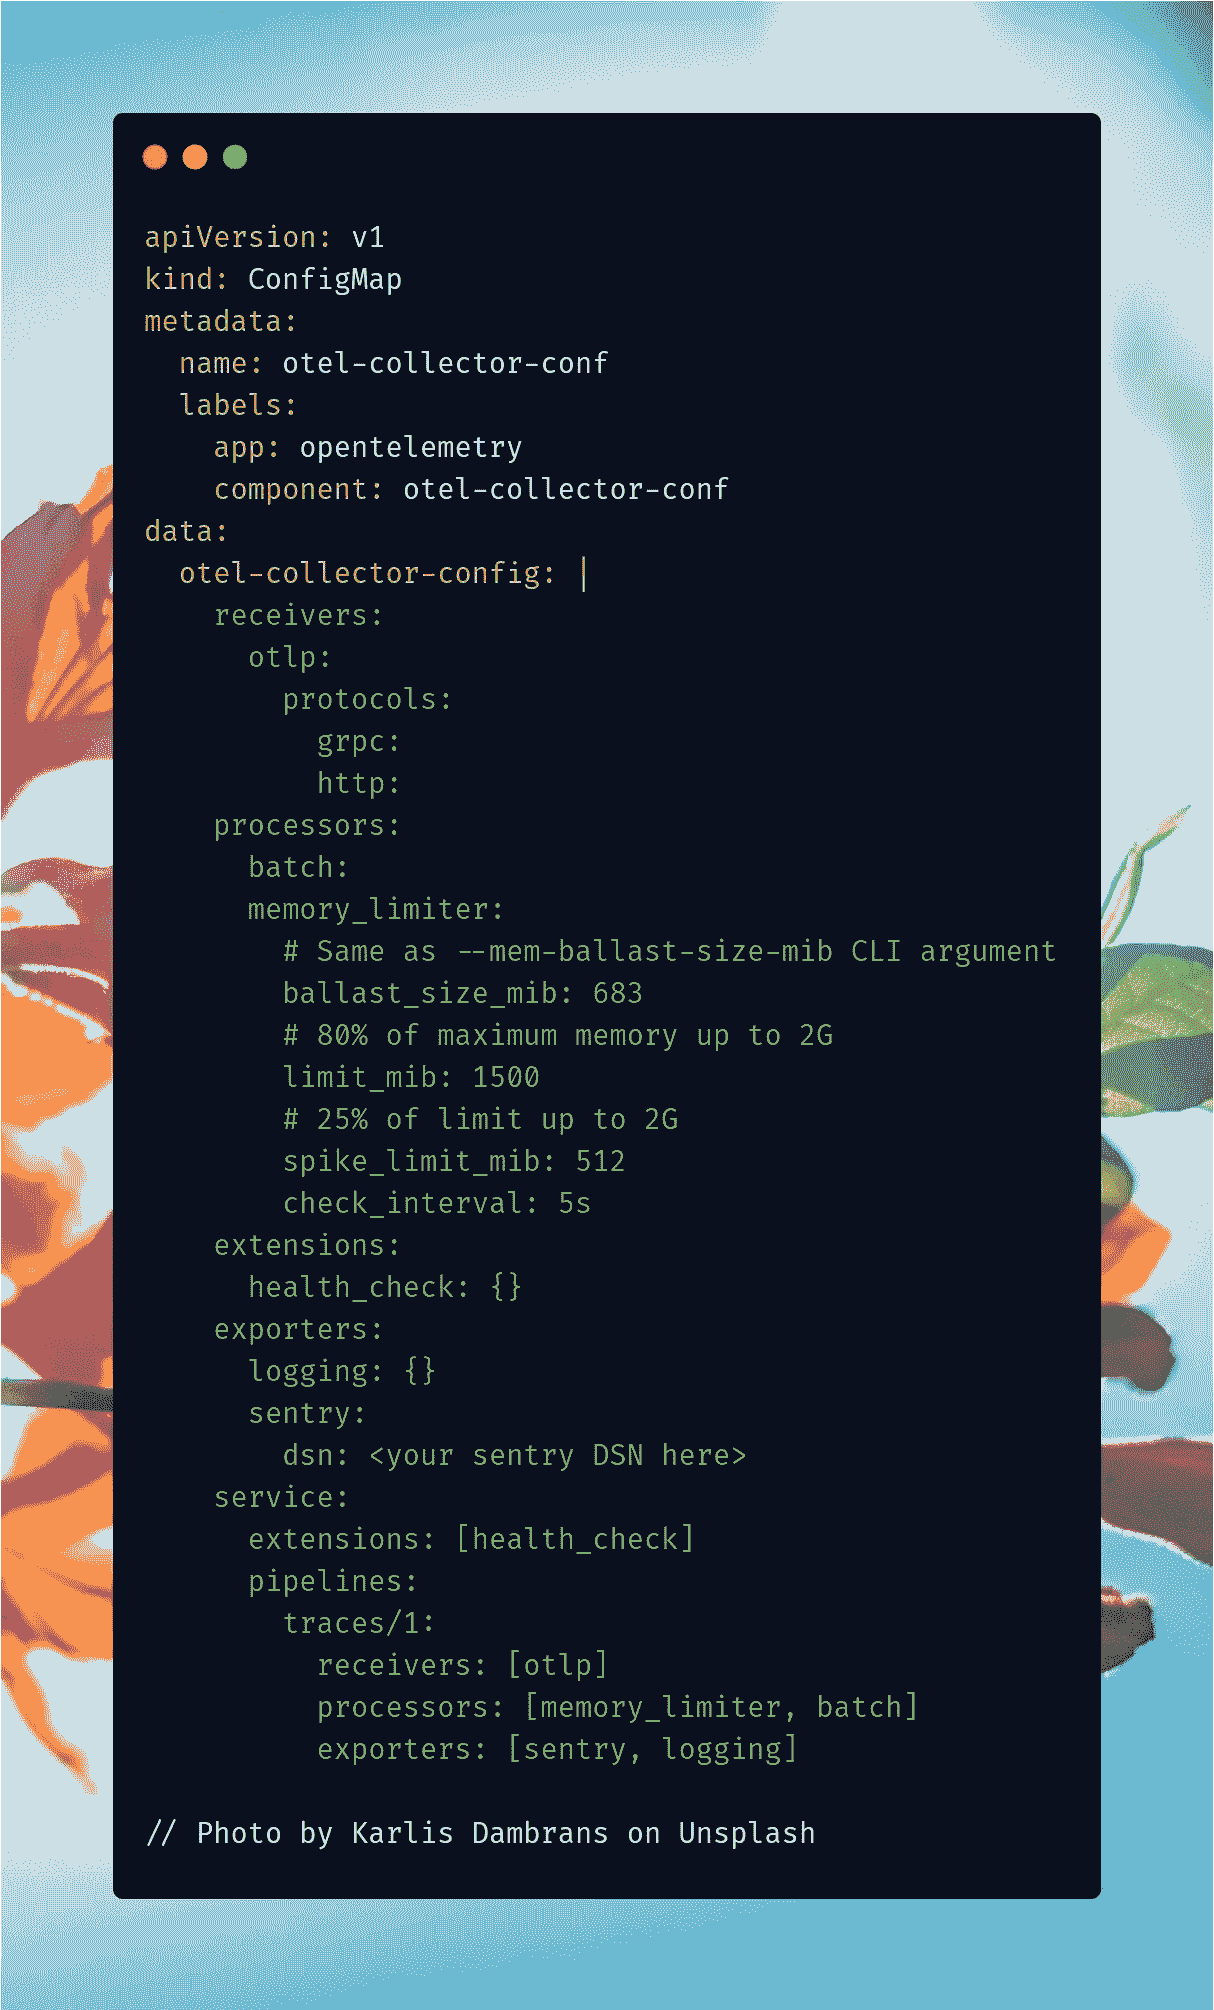 apiVersion: v1
kind: ConfigMap
metadata:
  name: otel-collector-conf
  labels:
    app: opentelemetry
    component: otel-collector-conf
data:
  otel-collector-config: |
    receivers:
      otlp:
        protocols:
          grpc:
          http:
    processors:
      batch:
      memory_limiter:
        # Same as --mem-ballast-size-mib CLI argument
        ballast_size_mib: 683
        # 80% of maximum memory up to 2G
        limit_mib: 1500
        # 25% of limit up to 2G
        spike_limit_mib: 512
        check_interval: 5s
    extensions:
      health_check: {}
    exporters:
      logging: {}
      sentry:
        dsn: <your sentry DSN here>
    service:
      extensions: [health_check]
      pipelines:
        traces/1:
          receivers: [otlp]
          processors: [memory_limiter, batch]
          exporters: [sentry, logging]
// Photo by Karlis Dambrans on Unsplash